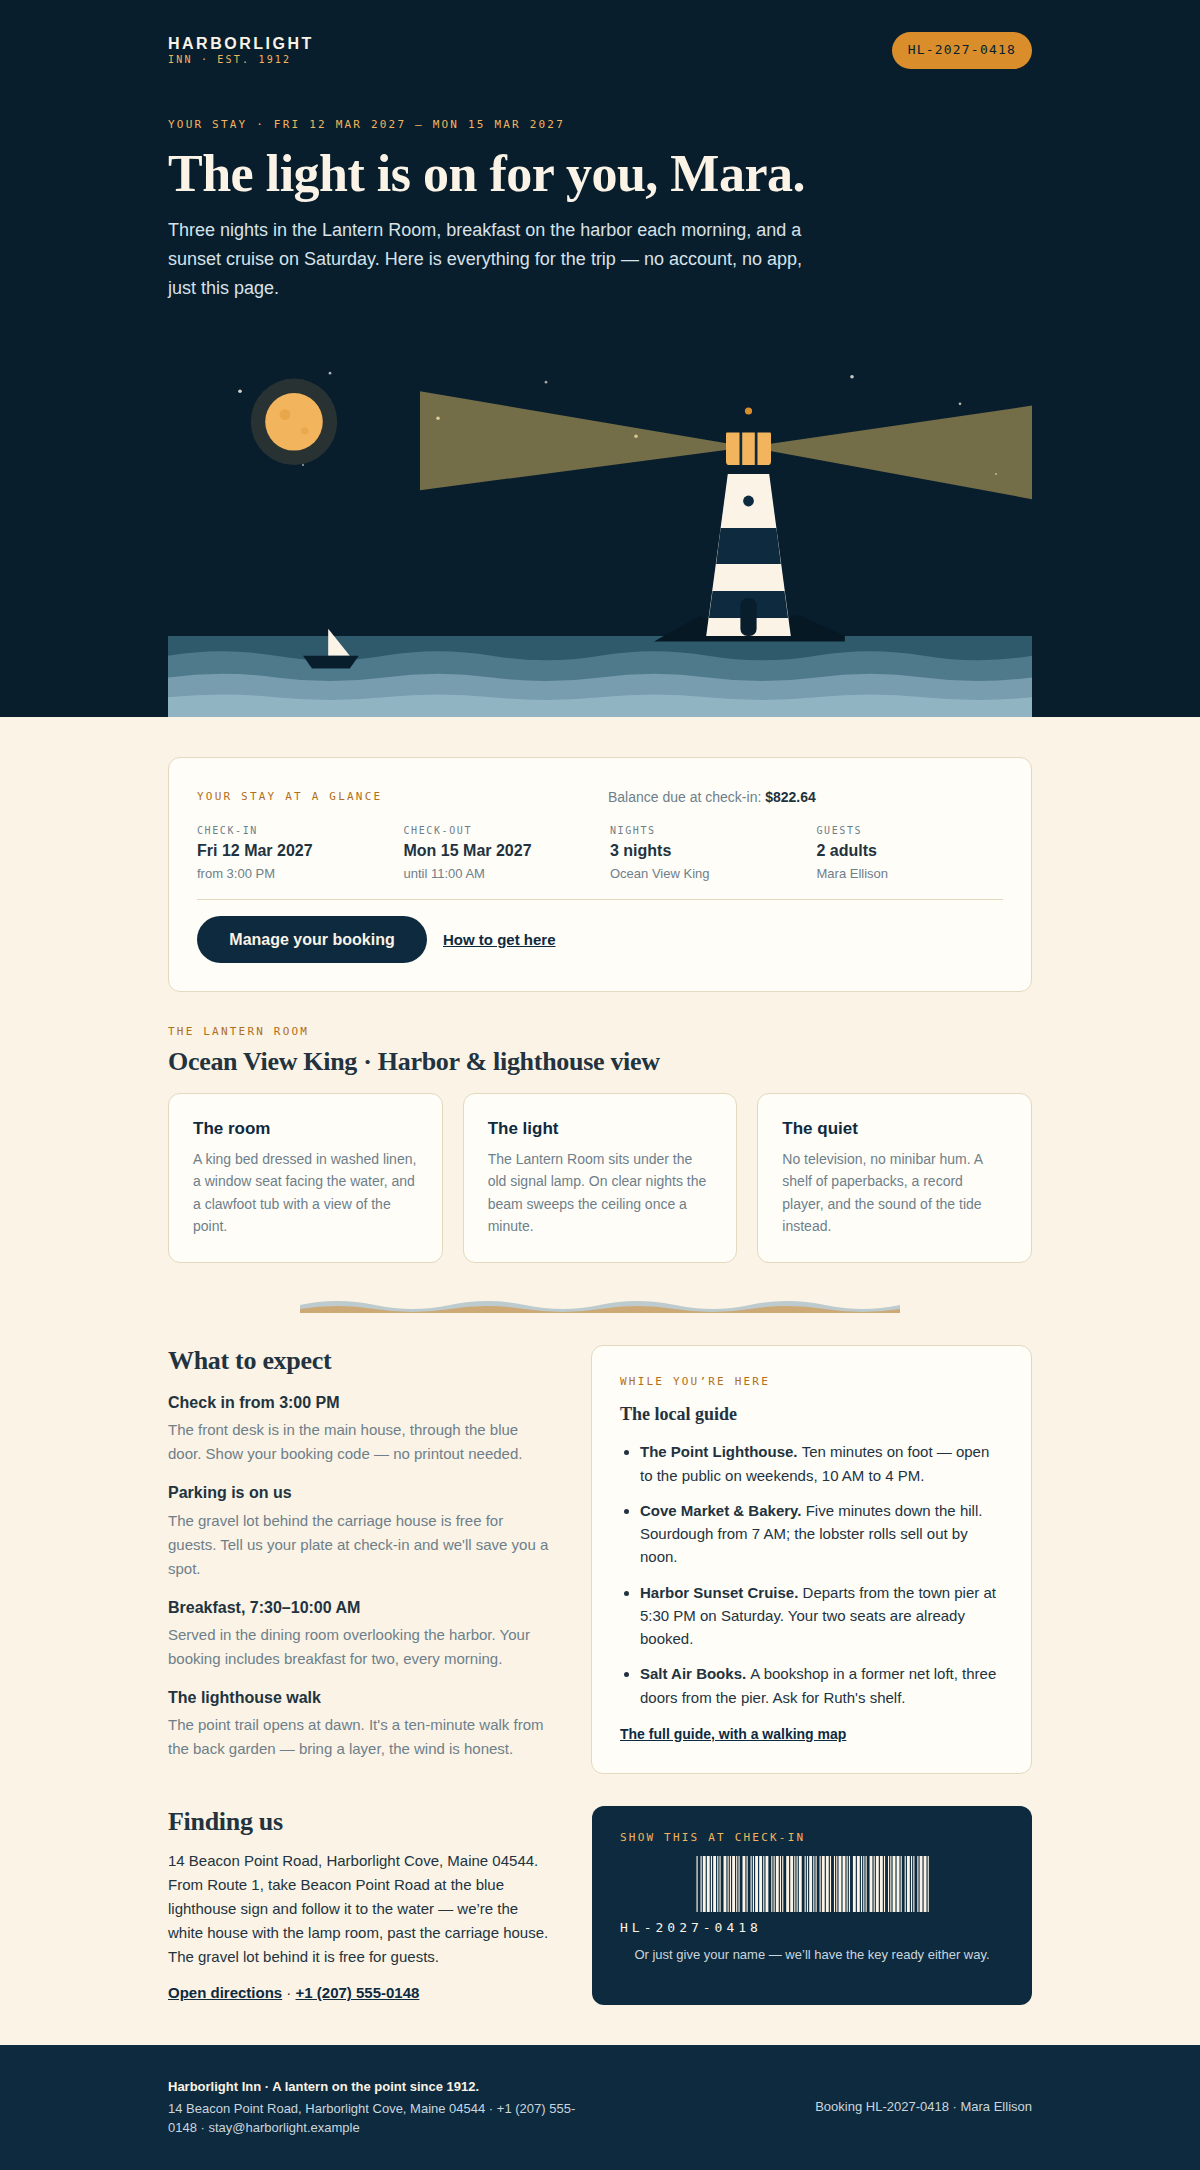 HARBORLIGHT
INN · EST. 1912
HL-2027-0418
YOUR STAY · FRI 12 MAR 2027 — MON 15 MAR 2027
The light is on for you, Mara.
Three nights in the Lantern Room, breakfast on the harbor each morning, and a
sunset cruise on Saturday. Here is everything for the trip — no account, no app,
just this page.
YOUR STAY AT A GLANCE
Balance due at check-in: $822.64
CHECK-IN
Fri 12 Mar 2027
from 3:00 PM
CHECK-OUT
Mon 15 Mar 2027
until 11:00 AM
NIGHTS
3 nights
Ocean View King
GUESTS
2 adults
Mara Ellison
Manage your booking
How to get here
THE LANTERN ROOM
Ocean View King · Harbor & lighthouse view
The room
A king bed dressed in washed linen,
a window seat facing the water, and
a clawfoot tub with a view of the
point.
The light
The Lantern Room sits under the
old signal lamp. On clear nights the
beam sweeps the ceiling once a
minute.
The quiet
No television, no minibar hum. A
shelf of paperbacks, a record
player, and the sound of the tide
instead.
What to expect
Check in from 3:00 PM
The front desk is in the main house, through the blue
door. Show your booking code — no printout needed.
Parking is on us
The gravel lot behind the carriage house is free for
guests. Tell us your plate at check-in and we'll save you a
spot.
Breakfast, 7:30–10:00 AM
Served in the dining room overlooking the harbor. Your
booking includes breakfast for two, every morning.
The lighthouse walk
The point trail opens at dawn. It's a ten-minute walk from
the back garden — bring a layer, the wind is honest.
WHILE YOU’RE HERE
The local guide
• The Point Lighthouse. Ten minutes on foot — open
to the public on weekends, 10 AM to 4 PM.
• Cove Market & Bakery. Five minutes down the hill.
Sourdough from 7 AM; the lobster rolls sell out by
noon.
• Harbor Sunset Cruise. Departs from the town pier at
5:30 PM on Saturday. Your two seats are already
booked.
• Salt Air Books. A bookshop in a former net loft, three
doors from the pier. Ask for Ruth's shelf.
The full guide, with a walking map
Finding us
14 Beacon Point Road, Harborlight Cove, Maine 04544.
From Route 1, take Beacon Point Road at the blue
lighthouse sign and follow it to the water — we’re the
white house with the lamp room, past the carriage house.
The gravel lot behind it is free for guests.
Open directions · +1 (207) 555-0148
SHOW THIS AT CHECK-IN
HL-2027-0418
Or just give your name — we’ll have the key ready either way.
Harborlight Inn · A lantern on the point since 1912.
14 Beacon Point Road, Harborlight Cove, Maine 04544 · +1 (207) 555-
0148 · stay@harborlight.example
Booking HL-2027-0418 · Mara Ellison